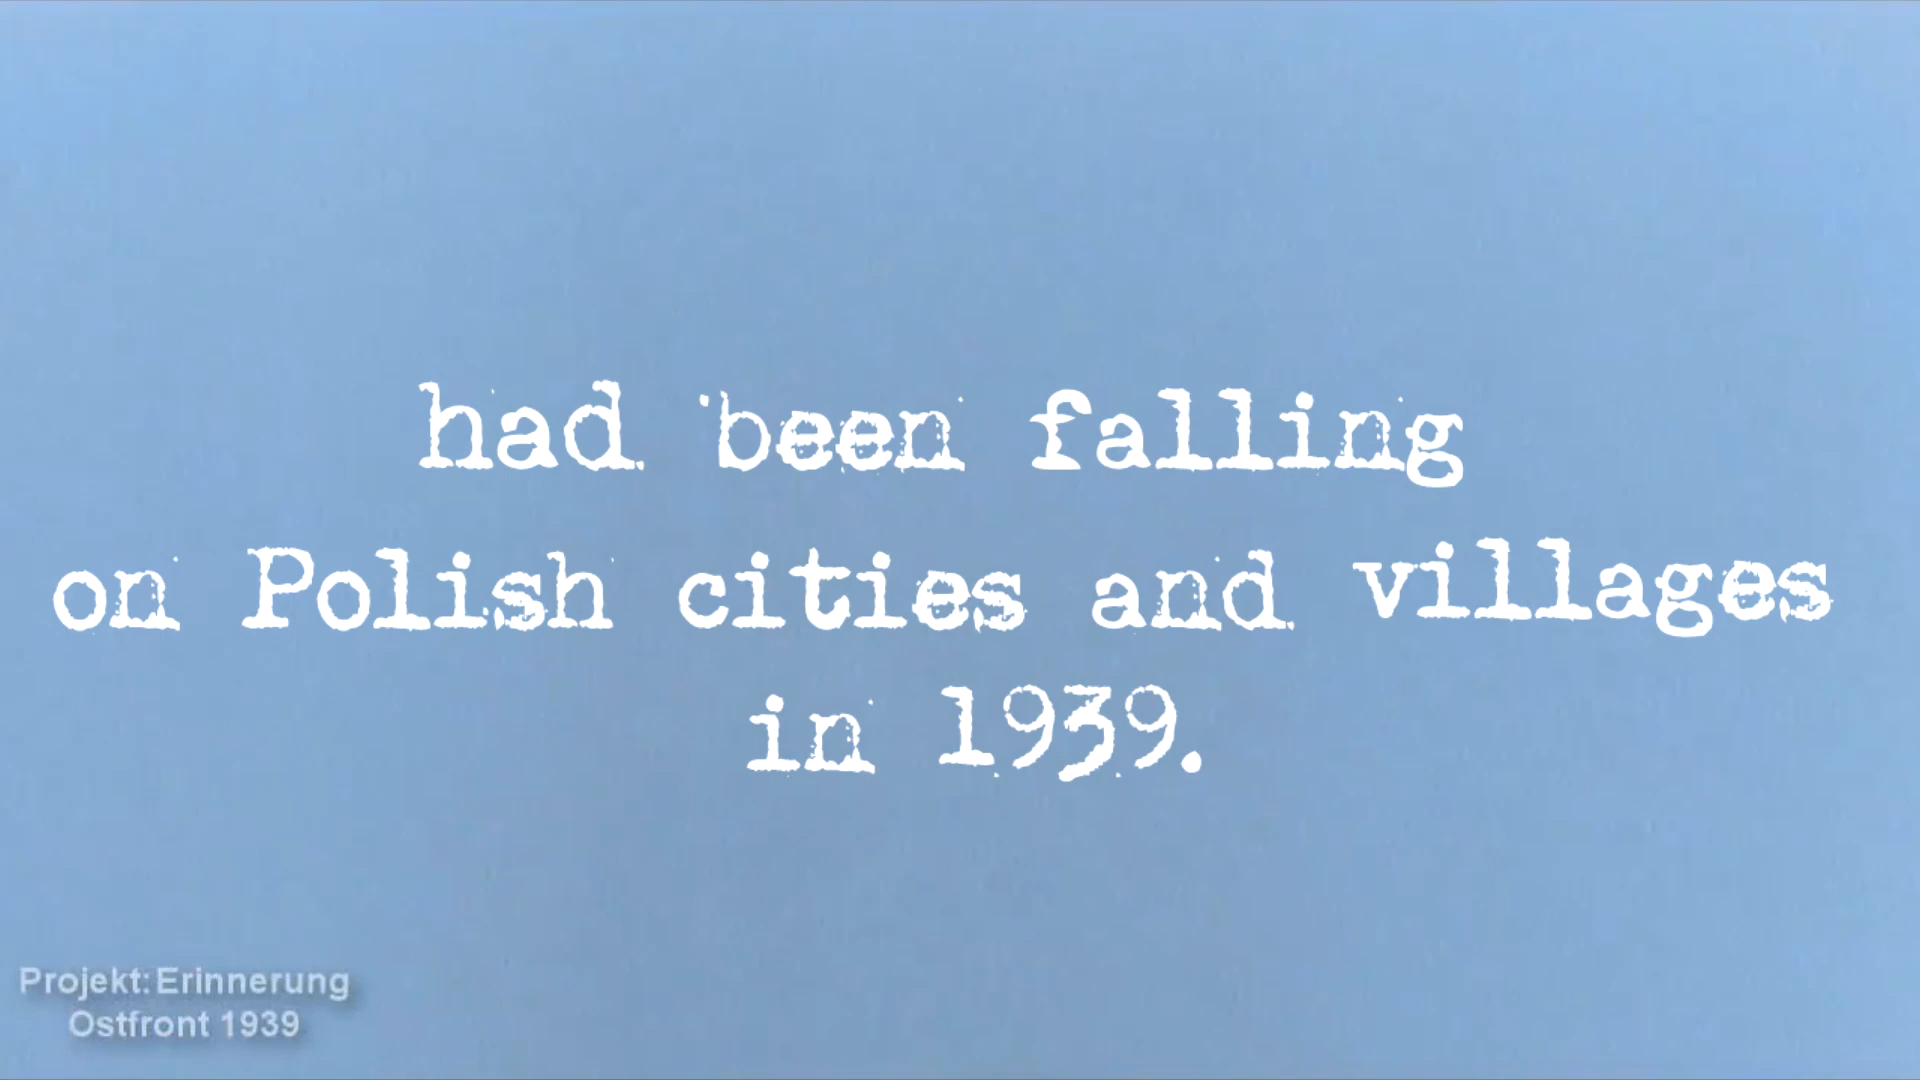 had been falling
on Polish cities and villages
in 1939.
Projekt: Erinnerung
Ostfront 1939